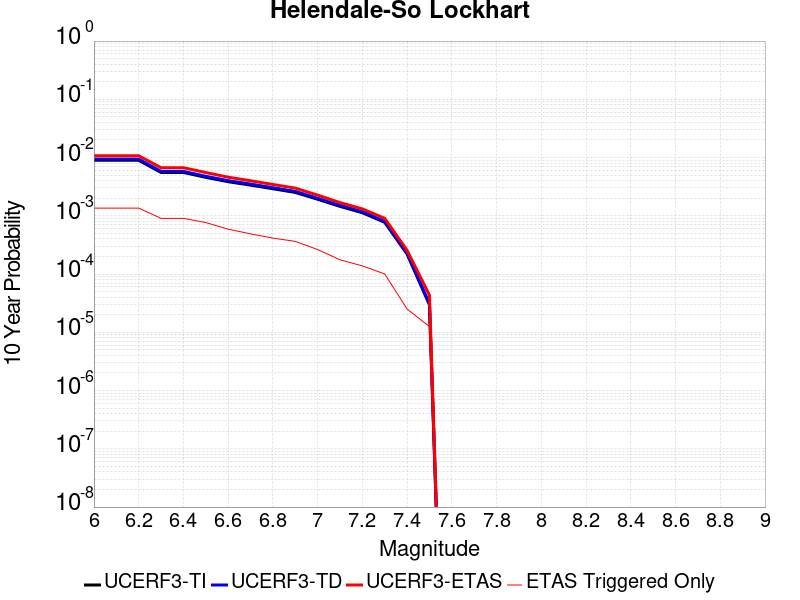 Helendale-So Lockhart
10 Year Probability
10^0
10^-1
10^-2
10^-3
10^-4
10^-5
10^-6
10^-7
10^-8
6 6.2 6.4 6.6 6.8 7 7.2 7.4 7.6 7.8 8 8.2 8.4 8.6 8.8 9
Magnitude
UCERF3-TI UCERF3-TD UCERF3-ETAS ETAS Triggered Only